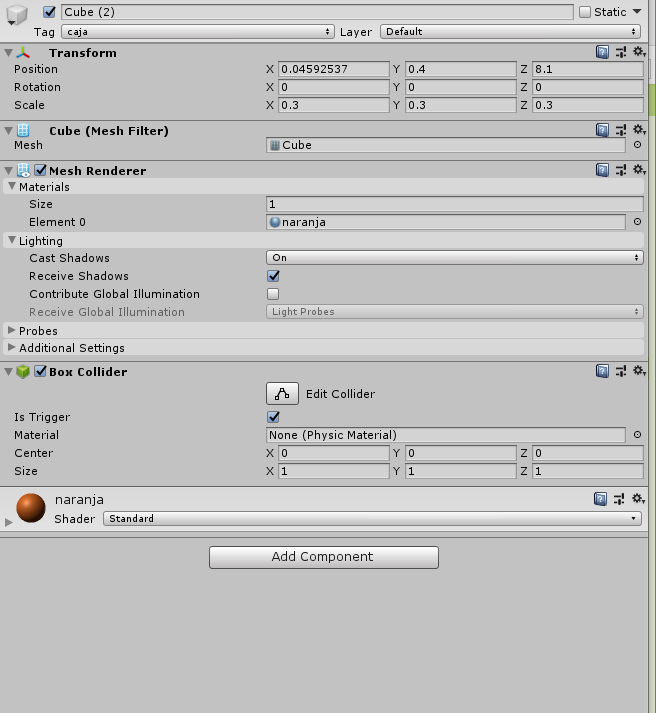 Cube (2) Static
Tag caja Layer Default
Transform
Position X 0.04592537 Y 0.4 Z 8.1
Rotation X 0 Y 0 Z 0
Scale X 0.3 Y 0.3 Z 0.3
Cube (Mesh Filter)
Mesh Cube
Mesh Renderer
Materials
Size 1
Element 0 naranja
Lighting
Cast Shadows On
Receive Shadows
Contribute Global Illumination
Receive Global Illumination Light Probes
Probes
Additional Settings
Box Collider
Edit Collider
Is Trigger
Material None (Physic Material)
Center X 0 Y 0 Z 0
Size X 1 Y 1 Z 1
naranja
Shader Standard
Add Component